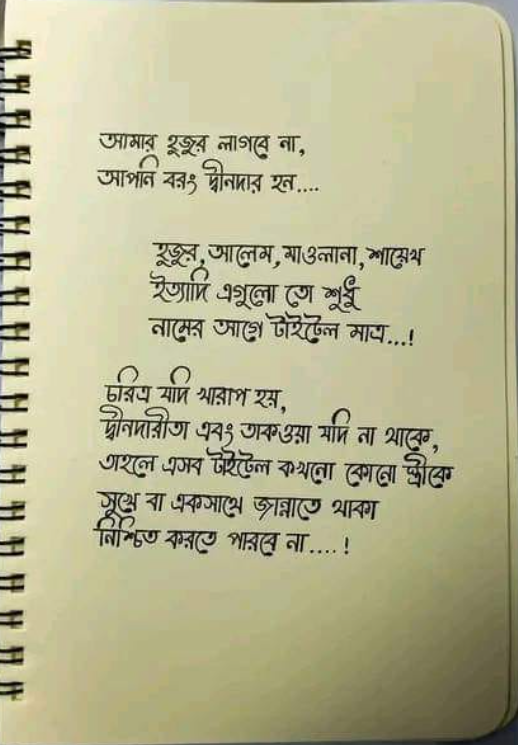 আমার হুজুর লাগবে না,
আপনি বরং দ্বীনদার হন....
হুজুর, আলেম, মাওলানা, শায়েখ
ইত্যাদি এগুলো তো শুধু
নামের আগে টাইটেল মাত্র...!
চরিত্র যদি খারাপ হয়,
দ্বীনদারীতা এবং তাকওয়া যদি না থাকে,
তাহলে এসব টাইটেল কখনো কোনো স্ত্রীকে
সুখে বা একসাথে জান্নাতে থাকা
নিশ্চিত করতে পারবে না....!